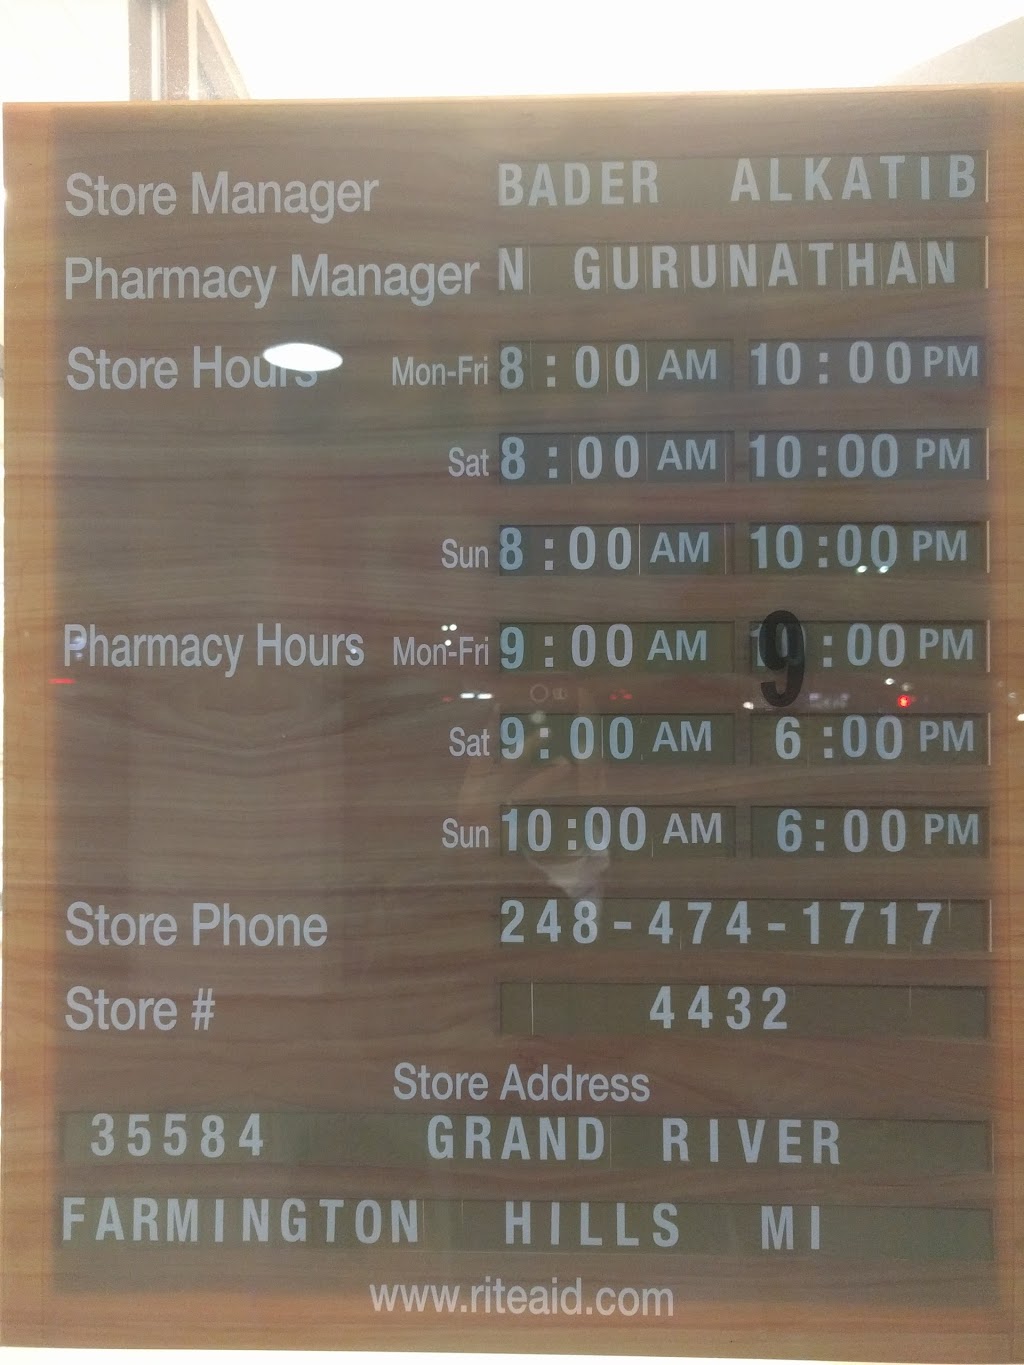 Store Manager BADER ALKATIB
Pharmacy Manager N GURUNATHAN
Store Hours Mon-Fri 8:00 AM 10:00 PM
Sat 8:00 AM 10:00 PM
Sun 8:00 AM 10:00 PM
Pharmacy Hours Mon-Fri 9:00 AM 9:00 PM
Sat 9:00 AM 6:00 PM
Sun 10:00 AM 6:00 PM
Store Phone 248-474-1717
Store # 4432
Store Address
35584 GRAND RIVER
FARMINGTON HILLS MI
www.riteaid.com